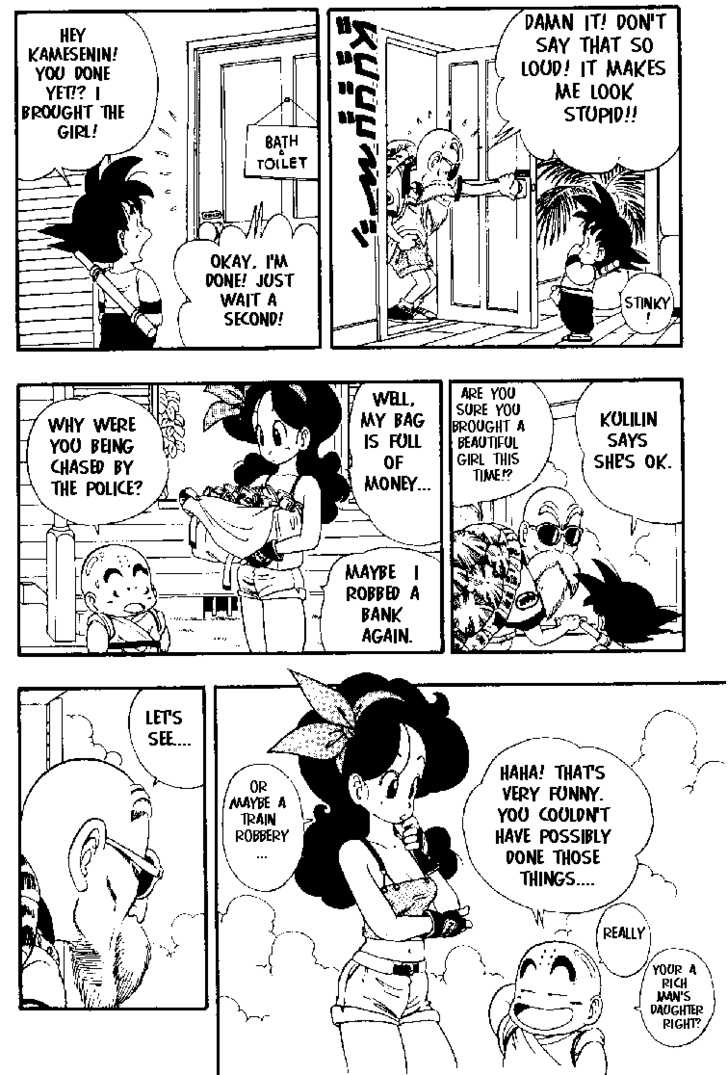 HEY
KAMESENIN!
YOU DONE
YET!? I
BROUGHT THE
GIRL!
BATH
&
TOILET
OKAY, I'M
DONE! JUST
WAIT A
SECOND!
DAMN IT! DON'T
SAY THAT SO
LOUD! IT MAKES
ME LOOK
STUPID!!
STINKY
!
WHY WERE
YOU BEING
CHASED BY
THE POLICE?
WELL,
MY BAG
IS FULL
OF
MONEY...
MAYBE I
ROBBED A
BANK
AGAIN.
ARE YOU
SURE YOU
BROUGHT A
BEAUTIFUL
GIRL THIS
TIME!?
KULILIN
SAYS
SHE'S OK.
LET'S
SEE....
OR
MAYBE A
TRAIN
ROBBERY
...
HAHA! THAT'S
VERY FUNNY.
YOU COULDN'T
HAVE POSSIBLY
DONE THOSE
THINGS....
REALLY
YOUR A
RICH
MAN'S
DAUGHTER
RIGHT?